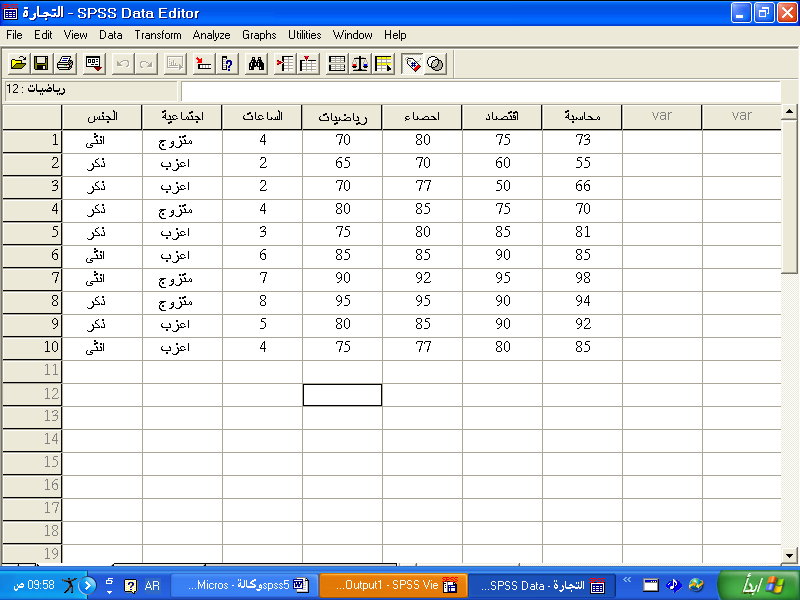 التجارة - SPSS Data Editor
File Edit View Data Transform Analyze Graphs Utilities Window Help
12 : رياضيات
الجنس اجتماعية الساعات رياضيات احصاء اقتصاد محاسبة var var
1 انثى متزوج 4 70 80 75 73
2 ذكر اعزب 2 65 70 60 55
3 ذكر اعزب 2 70 77 50 66
4 ذكر متزوج 4 80 85 75 70
5 ذكر اعزب 3 75 80 85 81
6 انثى اعزب 6 85 85 90 85
7 انثى متزوج 7 90 92 95 98
8 ذكر متزوج 8 95 95 90 94
9 ذكر اعزب 5 80 85 90 92
10 انثى اعزب 4 75 77 80 85
11
12
13
14
15
16
17
18
19
09:58 ص AR spss5وكالة - Micros... Output1 - SPSS Vie... التجارة - SPSS Data... ابدأ